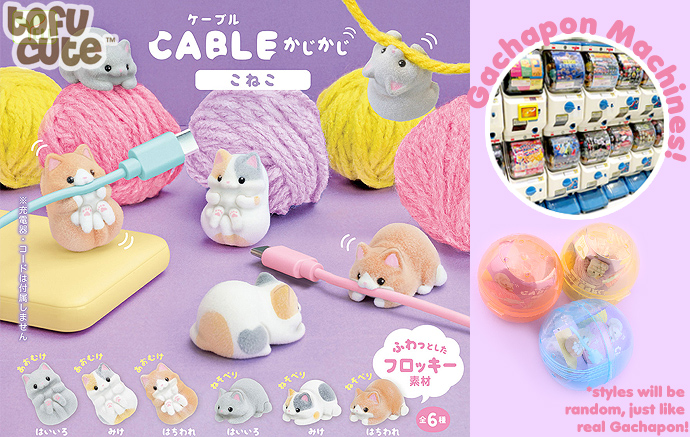 tofu
cute™
ケーブル
CABLEかじかじ
こねこ
Gachapon Machines!
※充電器・コードは付属しません
ふわっとした
フロッキー
素材
全6種
あおむけ
はいいろ
あおむけ
みけ
あおむけ
はちわれ
ねそべり
はいいろ
ねそべり
みけ
ねそべり
はちわれ
*styles will be
random, just like
real Gachapon!